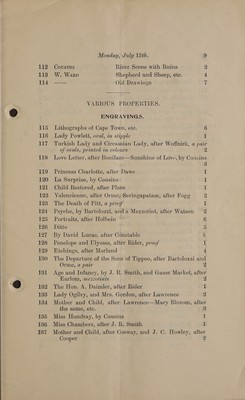 Monday, July 13th. 9
112 Cozarus River Scene with Ruins 2
113 W. WARD Shepherd and Sheep, etc. 4
114 —— Old Drawings 7
VARIOUS PROPERTIES.
ENGRAVINGS.
115 Lithographs of Cape Town, etc. 6
116 Lady Fowlett, oval, in stipple 1
117 Turkish Lady and Circassian Lady, after Woffnith, a pair
of ovals, printed in colours 2
118 Love Letter, after Bonifazi—Sunshine of Love, by Cousins
3
119 Princess Charlotte, after Dawe 1
120 La Surprise, by Cousins 1
121 Child Restored, after Pluto 1
122 Valenciennes, after Orme, Seringapatam, after Fogg 2
123 The Death of Pitt, a proof 1
124 Psyche, by Bartolozzi, and a Mezzotint, after Watson 2
125 Portraits, after Holbein 6
126 Ditto 5
127 By David Lucas, after Constable 5
128 Penelope and Ulysses, after Rider, proof 1
129 Etchings, after Morland 4
130 The Departure of the Sons of Tippoo, after Bartolozzi and
Orme, a pair 2
131 Age and Infancy, by J. R. Smith, and Game Market, after
Earlom, mezzotints 2
132 The Hon. A. Daimler, after Rider 1
133 Lady Ogilvy, and Mrs. Gordon, after Lawrence 2
134 Mother and Child, after Lawrence—Mary Blosson, after
the same, etc. 3
135 Miss Hendray, by Cousens 1
136 Miss Chambers, after J. R. Smith 1
137 Mother and Child, after Cosway, and J. C. Hawley, after
Cooper 2